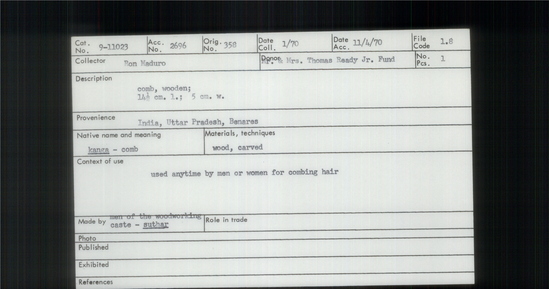 Cat. No. 9-11023 Acc. No. 2696 Orig. No. 358 Date Coll. 1/70 Date Acc. 11/4/70 File Code 1.8
Collector Ron Maduro Donor & Mrs. Thomas Ready Jr. Fund No. Pcs. 1
Description
comb, wooden;
14½ cm. l.; 5 cm. w.
Provenience India, Uttar Pradesh, Benares
Native name and meaning Materials, techniques
kanga - comb wood, carved
Context of use
used anytime by men or women for combing hair
men of the woodworking
Made by caste - suthar Role in trade
Photo
Published
Exhibited
References